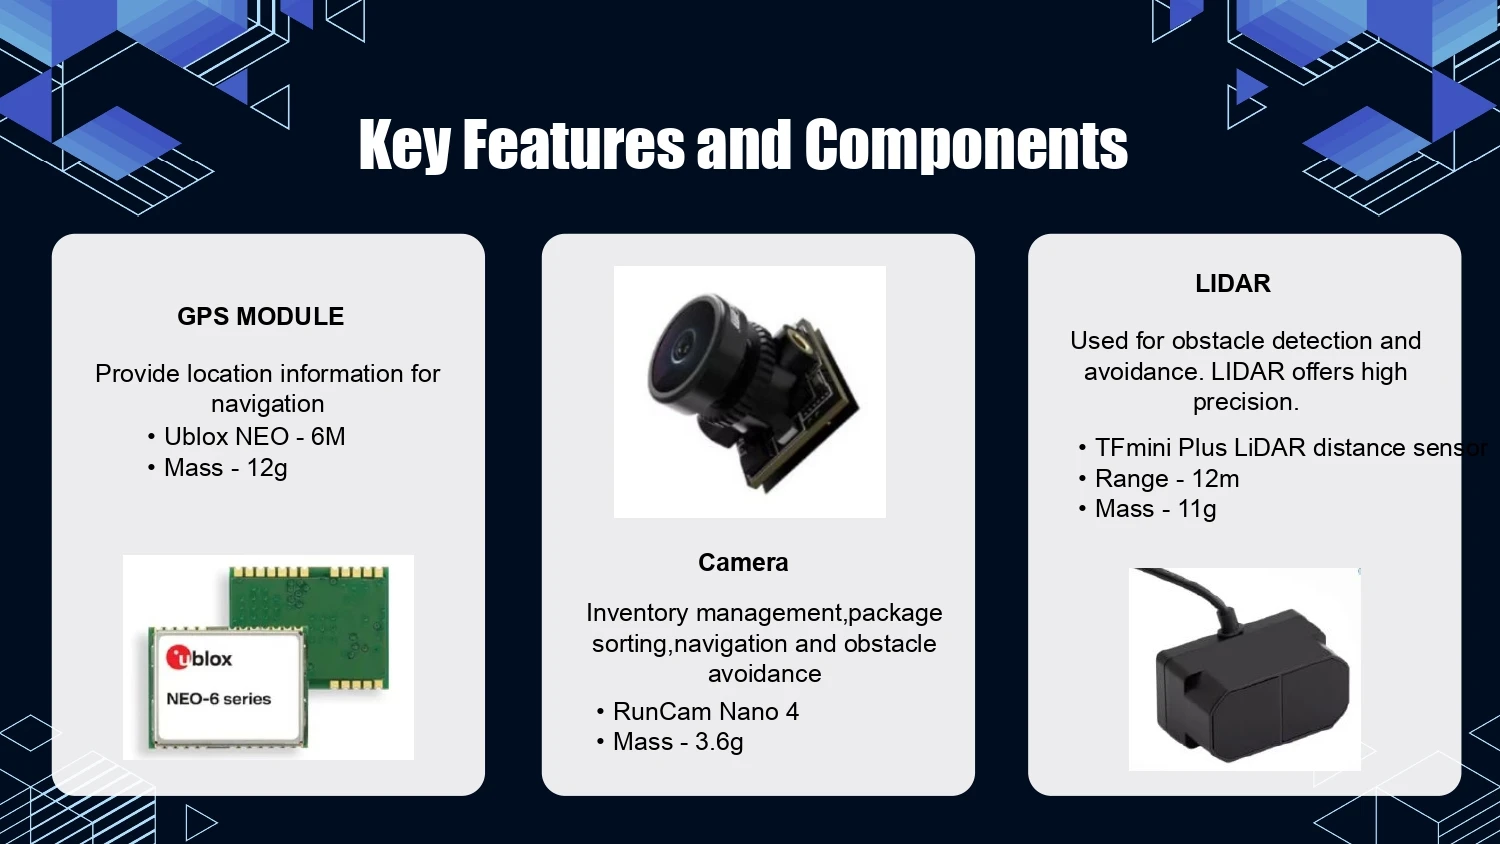 Key Features and Components
GPS MODULE
Provide location information for
navigation
• Ublox NEO - 6M
• Mass - 12g
ublox
NEO-6 series
Camera
Inventory management,package
sorting,navigation and obstacle
avoidance
• RunCam Nano 4
• Mass - 3.6g
LIDAR
Used for obstacle detection and
avoidance. LIDAR offers high
precision.
• TFmini Plus LiDAR distance sensor
• Range - 12m
• Mass - 11g